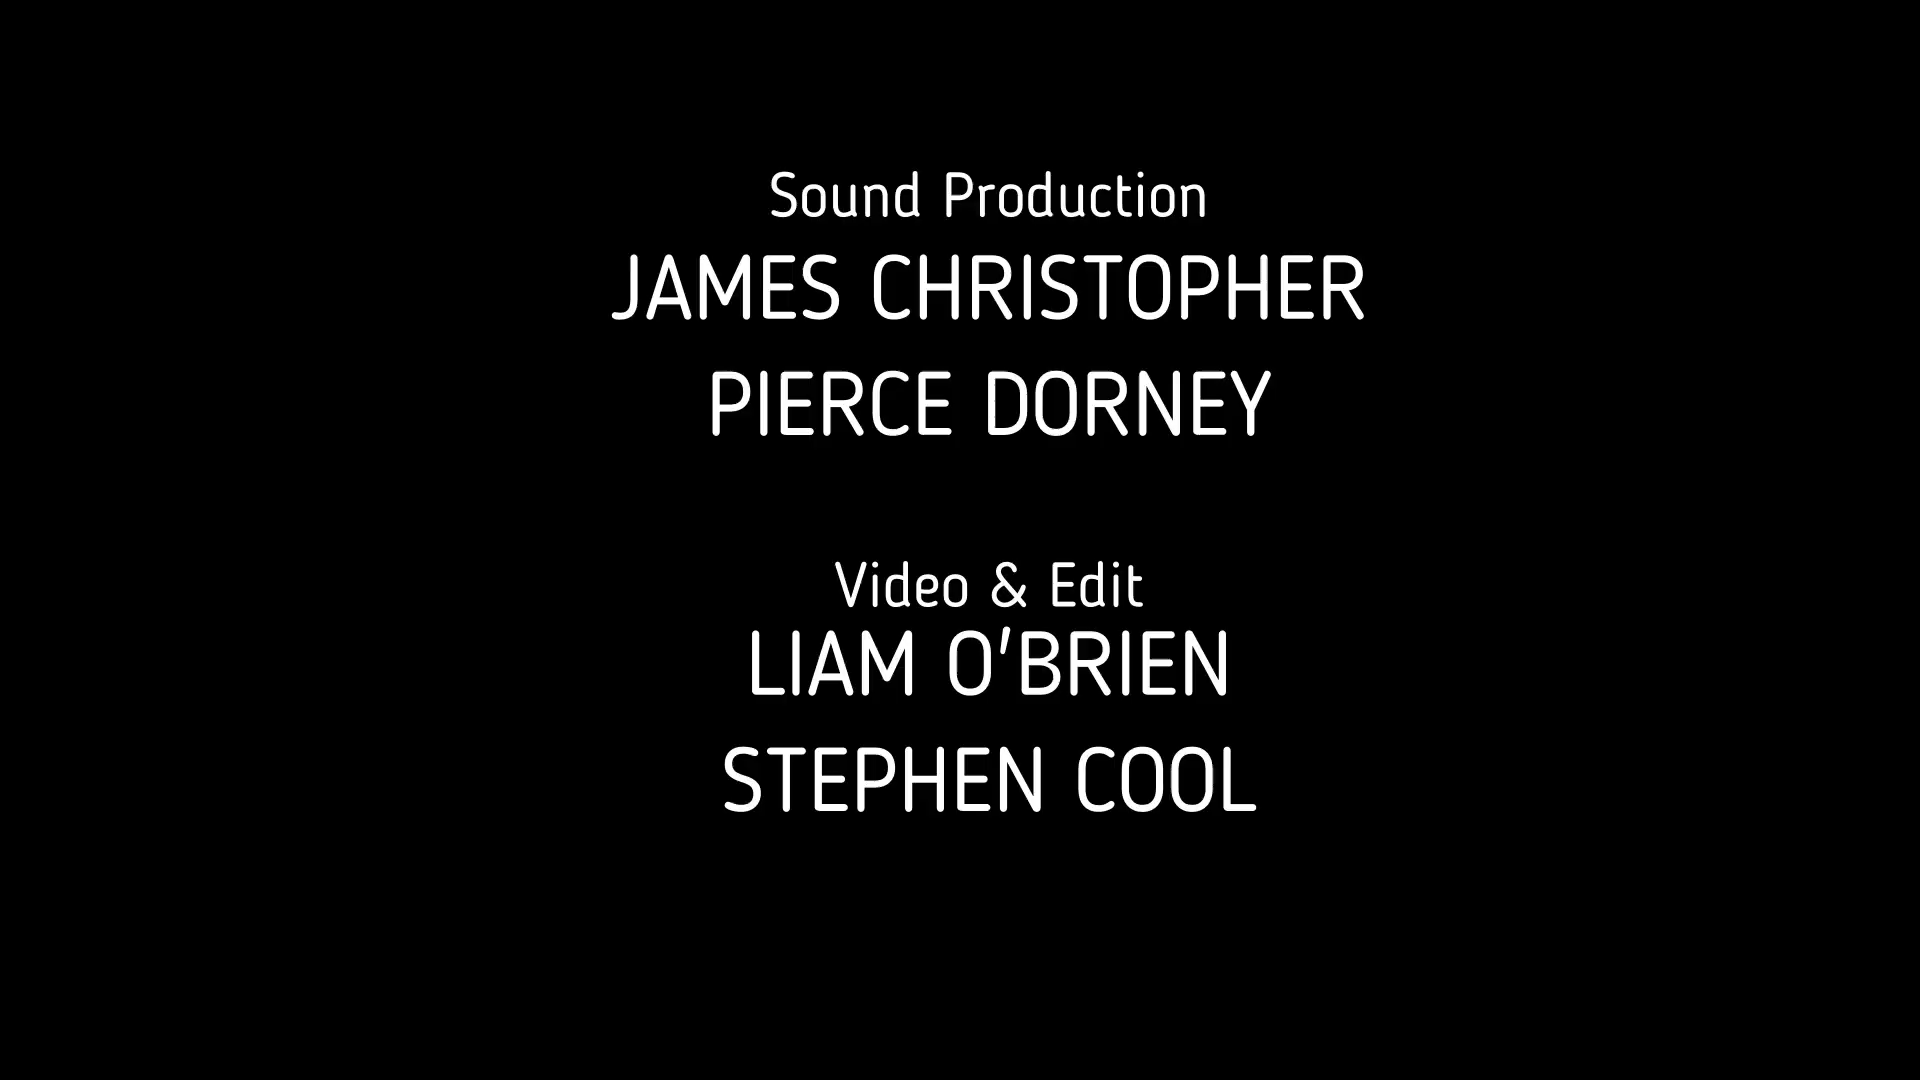 Sound Production
JAMES CHRISTOPHER
PIERCE DORNEY
Video & Edit
LIAM O'BRIEN
STEPHEN COOL